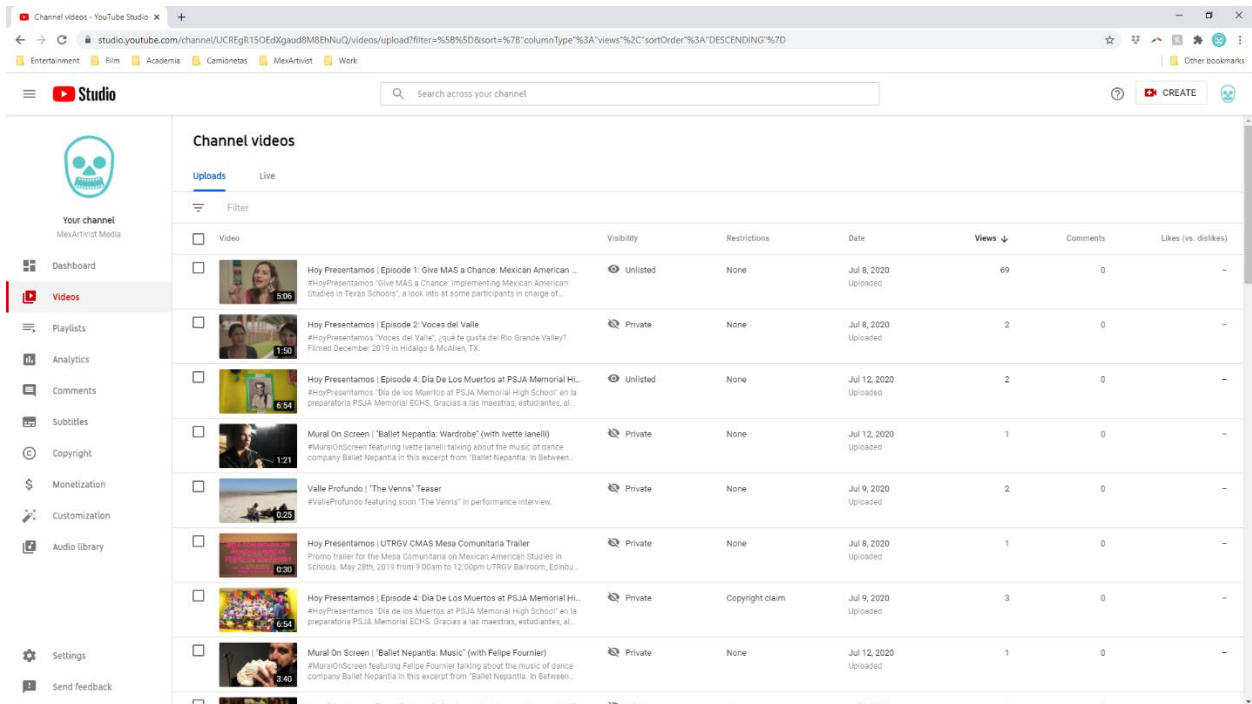 Channel videos - YouTube Studio
studio.youtube.com/channel/UCREgR15OEdXgaud8M8EhNuQ/videos/upload?filter=%5B%5D&sort=%7B"columnType"%3A"views"%2C"sortOrder"%3A"DESCENDING"%7D
Entertainment Film Academia Camionetas MexArtivist Work Other bookmarks
Studio
Search across your channel
CREATE
Your channel
MexArtivist Media
Dashboard
Videos
Playlists
Analytics
Comments
Subtitles
Copyright
Monetization
Customization
Audio library
Settings
Send feedback
Channel videos
Uploads Live
Filter
Video Visibility Restrictions Date Views Comments Likes (vs. dislikes)
Hoy Presentamos | Episode 1: Give MAS a Chance: Mexican American ... Unlisted None Jul 8, 2020 69 0 –
#HoyPresentamos "Give MAS a Chance: Implementing Mexican American Uploaded
Studies in Texas Schools", a look into at some participants in charge of...
5:06
Hoy Presentamos | Episode 2: Voces del Valle Private None Jul 8, 2020 2 0 –
#HoyPresentamos "Voces del Valle", ¿qué te gusta del Rio Grande Valley? Uploaded
Filmed December 2019 in Hidalgo & McAllen, TX.
1:50
Hoy Presentamos | Episode 4: Día De Los Muertos at PSJA Memorial Hi... Unlisted None Jul 12, 2020 2 0 –
#HoyPresentamos "Día de los Muertos at PSJA Memorial High School" en la Uploaded
preparatoria PSJA Memorial ECHS. Gracias a las maestras, estudiantes, al...
6:54
Mural On Screen | "Ballet Nepantla: Wardrobe" (with Ivette Ianelli) Private None Jul 12, 2020 1 0 –
#MuralOnScreen featuring Ivette Ianelli talking about the music of dance Uploaded
company Ballet Nepantla in this excerpt from "Ballet Nepantla: In Between...
1:21
Valle Profundo | "The Venns" Teaser Private None Jul 9, 2020 2 0 –
#ValleProfundo featuring soon "The Venns" in performance interview. Uploaded
0:25
Hoy Presentamos | UTRGV CMAS Mesa Comunitaria Trailer Private None Jul 8, 2020 1 0 –
Promo trailer for the Mesa Comunitaria on Mexican American Studies in Uploaded
Schools. May 28th, 2019 from 9:00am to 12:00pm UTRGV Ballroom, Edinbu...
0:30
Hoy Presentamos | Episode 4: Día De Los Muertos at PSJA Memorial Hi... Private Copyright claim Jul 9, 2020 3 0 –
#HoyPresentamos "Día de los Muertos at PSJA Memorial High School" en la Uploaded
preparatoria PSJA Memorial ECHS. Gracias a las maestras, estudiantes, al...
6:54
Mural On Screen | "Ballet Nepantla: Music" (with Felipe Fournier) Private None Jul 12, 2020 1 0 –
#MuralOnScreen featuring Felipe Fournier talking about the music of dance Uploaded
company Ballet Nepantla in this excerpt from "Ballet Nepantla: In Between...
3:40